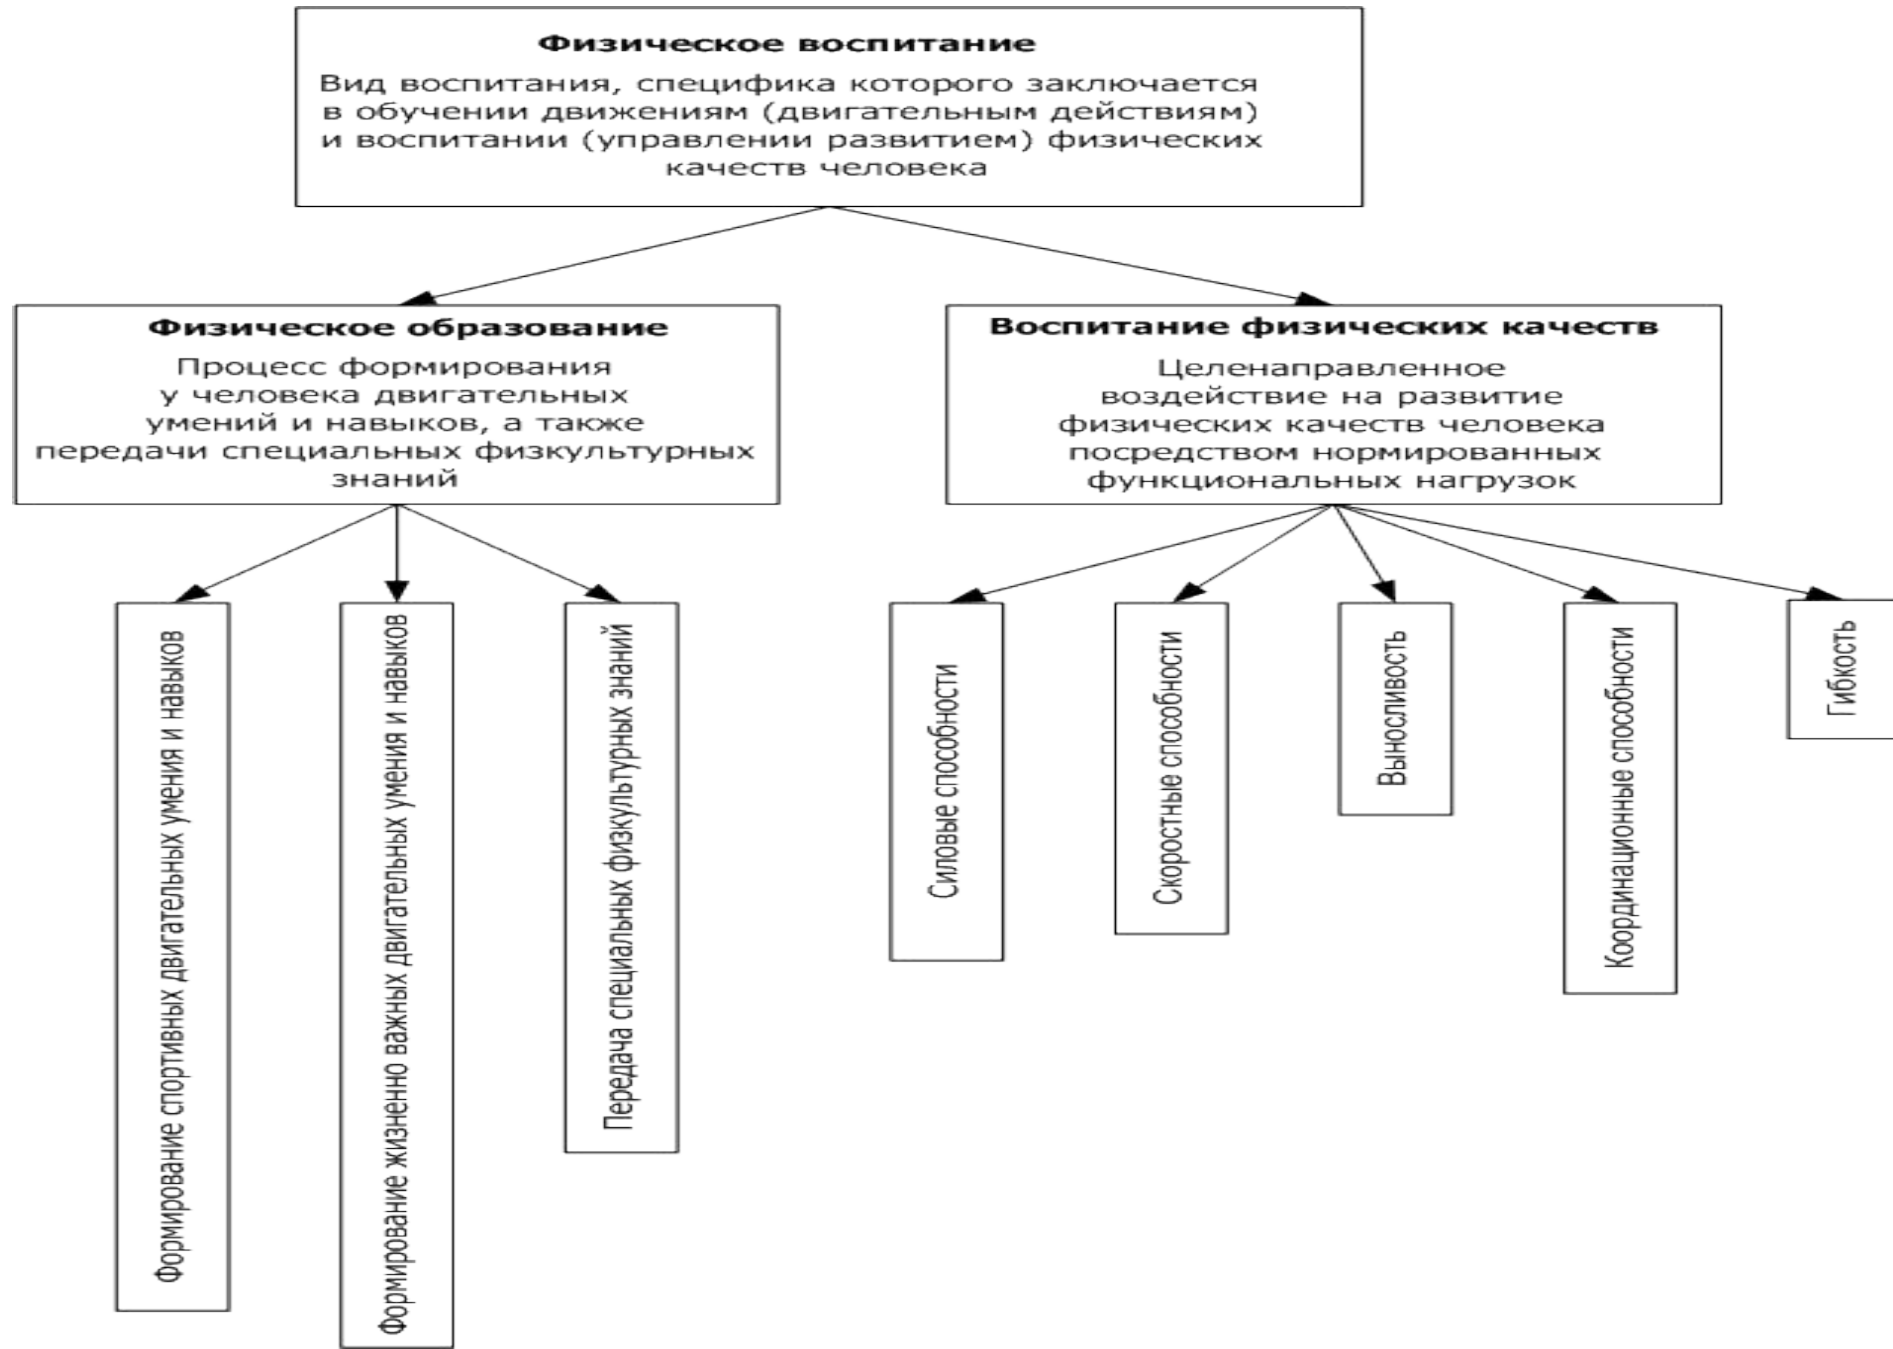 Физическое воспитание
Вид воспитания, специфика которого заключается
в обучении движениям (двигательным действиям)
и воспитании (управлении развитием) физических
качеств человека
Физическое образование
Процесс формирования
у человека двигательных
умений и навыков, а также
передачи специальных физкультурных
знаний
Воспитание физических качеств
Целенаправленное
воздействие на развитие
физических качеств человека
посредством нормированных
функциональных нагрузок
Формирование спортивных двигательных умения и навыков
Формирование жизненно важных двигательных умения и навыков
Передача специальных физкультурных знаний
Силовые способности
Скоростные способности
Выносливость
Координационные способности
Гибкость